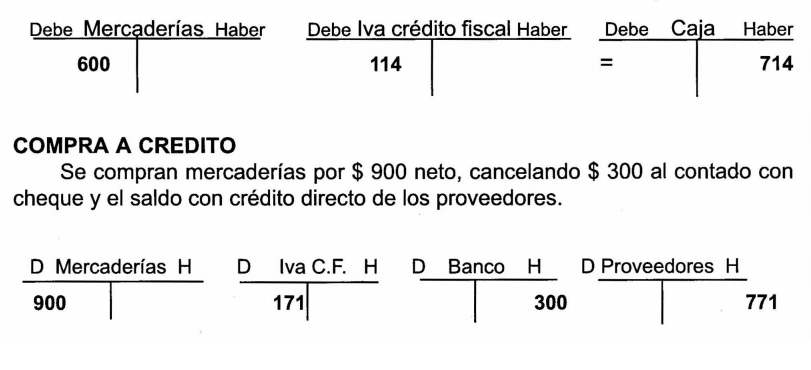 Debe Mercaderías Haber Debe Iva crédito fiscal Haber Debe Caja Haber
600 114 = 714
COMPRA A CREDITO
Se compran mercaderías por $ 900 neto, cancelando $ 300 al contado con
cheque y el saldo con crédito directo de los proveedores.
D Mercaderías H D Iva C.F. H D Banco H D Proveedores H
900 171 300 771